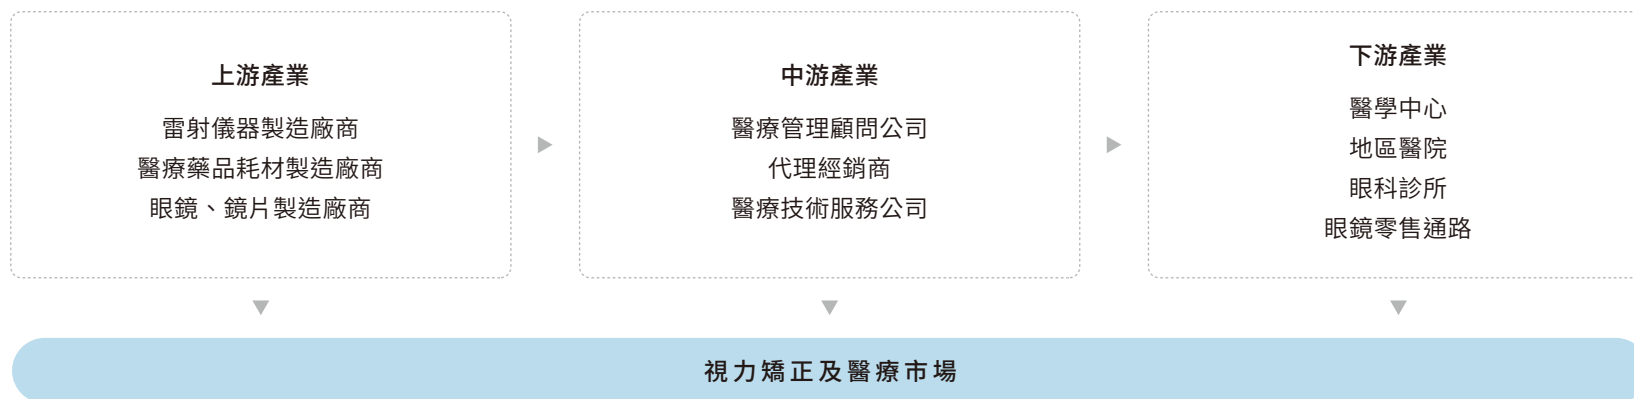 上游產業
雷射儀器製造廠商
醫療藥品耗材製造廠商
眼鏡、鏡片製造廠商
中游產業
醫療管理顧問公司
代理經銷商
醫療技術服務公司
下游產業
醫學中心
地區醫院
眼科診所
眼鏡零售通路
視力矯正及醫療市場